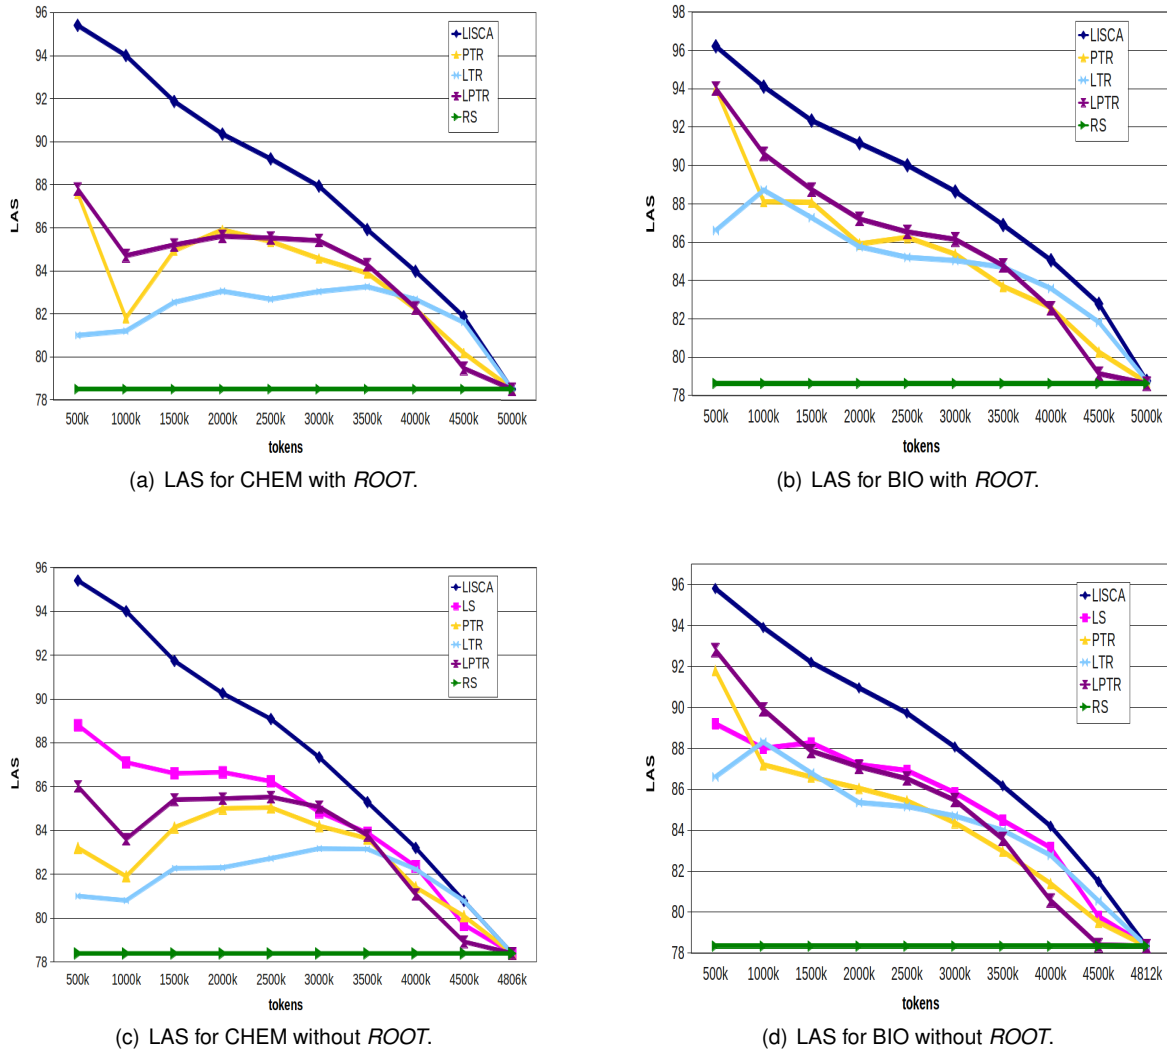 96
94
92
90
88
86
84
82
80
78
LAS
LISCA
PTR
LTR
LPTR
RS
500k 1000k 1500k 2000k 2500k 3000k 3500k 4000k 4500k 5000k
tokens
(a) LAS for CHEM with ROOT.
98
96
94
92
90
88
86
84
82
80
78
LAS
LISCA
PTR
LTR
LPTR
RS
500k 1000k 1500k 2000k 2500k 3000k 3500k 4000k 4500k 5000k
tokens
(b) LAS for BIO with ROOT.
96
94
92
90
88
86
84
82
80
78
LAS
LISCA
LS
PTR
LTR
LPTR
RS
500k 1000k 1500k 2000k 2500k 3000k 3500k 4000k 4500k 4806k
tokens
(c) LAS for CHEM without ROOT.
96
94
92
90
88
86
84
82
80
78
LAS
LISCA
LS
PTR
LTR
LPTR
RS
500k 1000k 1500k 2000k 2500k 3000k 3500k 4000k 4500k 4812k
tokens
(d) LAS for BIO without ROOT.